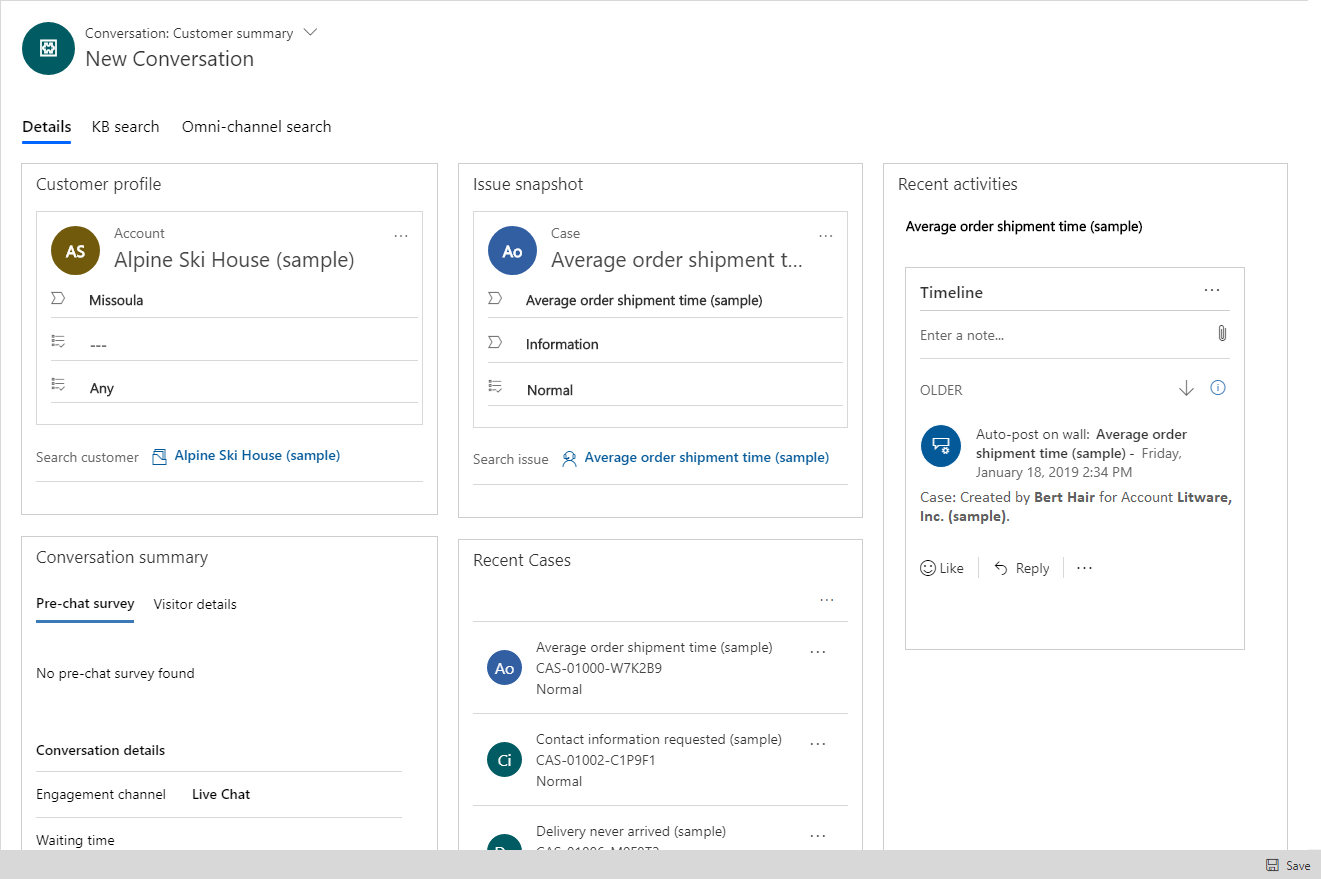 Conversation: Customer summary
New Conversation
Details
KB search
Omni-channel search
Customer profile
AS
Account
...
Alpine Ski House (sample)
Missoula
---
Any
Search customer
Alpine Ski House (sample)
Issue snapshot
Ao
Case
...
Average order shipment t...
Average order shipment time (sample)
Information
Normal
Search issue
Average order shipment time (sample)
Recent activities
Average order shipment time (sample)
Timeline
...
Enter a note...
OLDER
Auto-post on wall: Average order
shipment time (sample) - Friday,
January 18, 2019 2:34 PM
Case: Created by Bert Hair for Account Litware,
Inc. (sample).
Like
Reply
...
Conversation summary
Pre-chat survey
Visitor details
No pre-chat survey found
Conversation details
Engagement channel
Live Chat
Waiting time
Recent Cases
...
Ao
Average order shipment time (sample)
...
CAS-01000-W7K2B9
Normal
Ci
Contact information requested (sample)
...
CAS-01002-C1P9F1
Normal
Delivery never arrived (sample)
...
Save